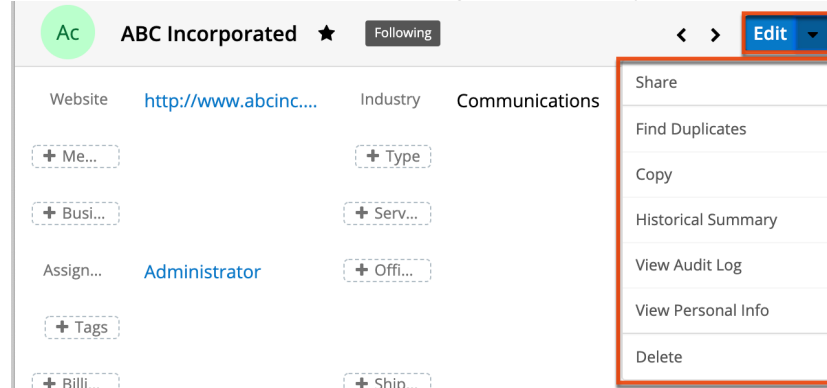 Ac ABC Incorporated Following Edit
Share
Website http://www.abcinc.... Industry Communications
Find Duplicates
+ Me... + Type
Copy
+ Busi... + Serv...
Historical Summary
Assign... Administrator + Offi...
View Audit Log
View Personal Info
+ Tags
Delete
+ Billi... + Ship...